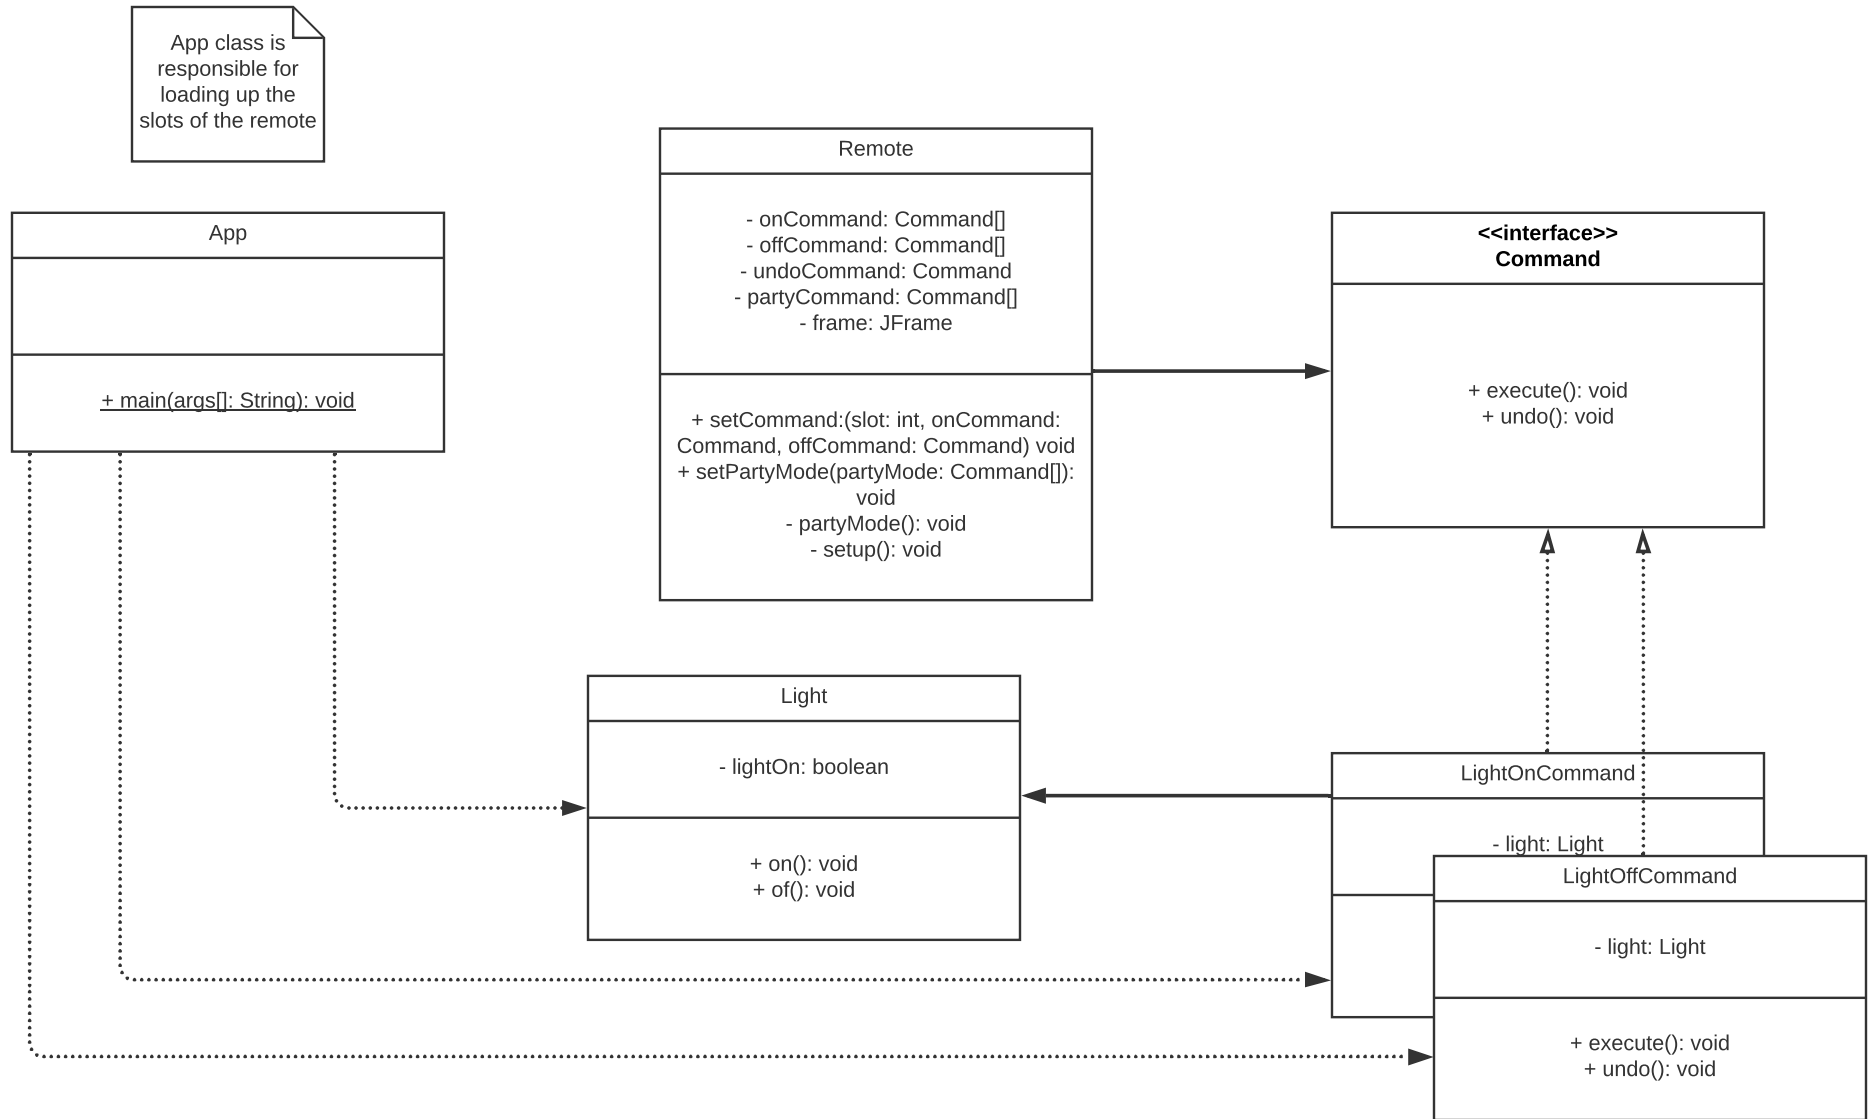 App class is
responsible for
loading up the
slots of the remote
App
+ main(args[]: String): void
Remote
- onCommand: Command[]
- offCommand: Command[]
- undoCommand: Command
- partyCommand: Command[]
- frame: JFrame
+ setCommand:(slot: int, onCommand:
Command, offCommand: Command) void
+ setPartyMode(partyMode: Command[]):
void
- partyMode(): void
- setup(): void
<<interface>>
Command
+ execute(): void
+ undo(): void
Light
- lightOn: boolean
+ on(): void
+ of(): void
LightOnCommand
- light: Light
LightOffCommand
- light: Light
+ execute(): void
+ undo(): void